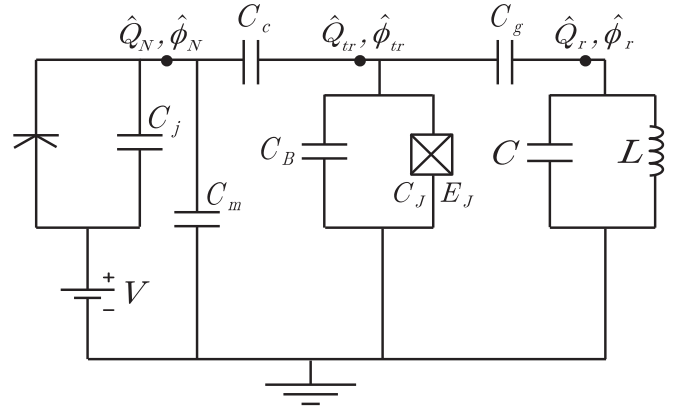 C_c
C_g
Q̂_N, ϕ̂_N
Q̂_tr, ϕ̂_tr
Q̂_r, ϕ̂_r
C_j
C_B
C
L
C_m
C_J E_J
+
V
−